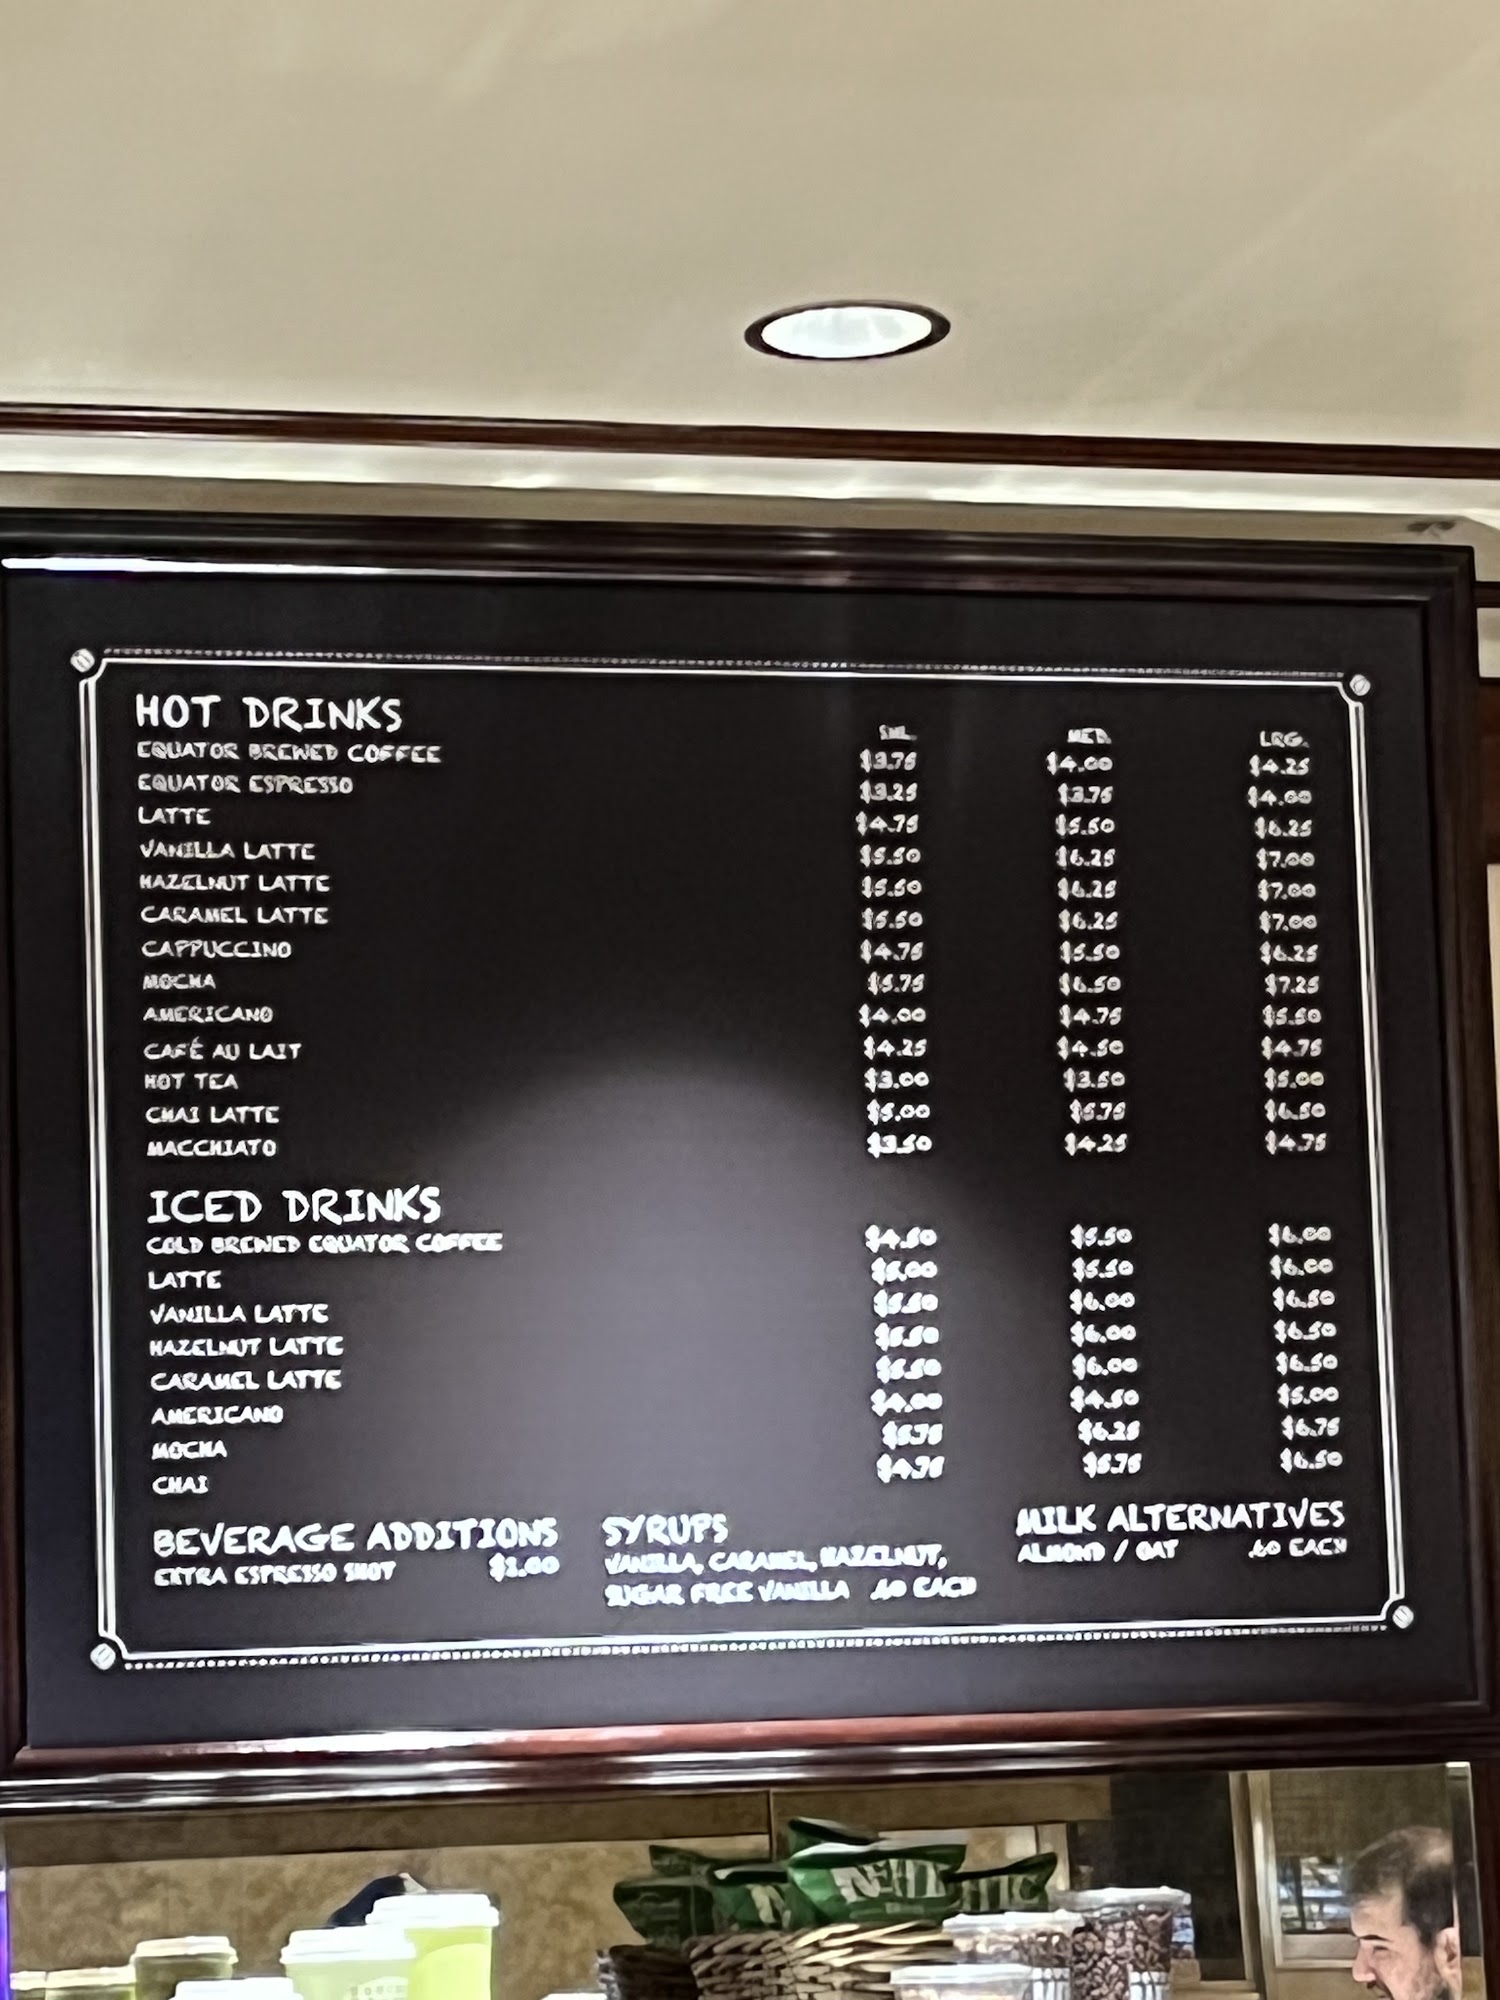 HOT DRINKS
SML. MED. LRG.
EQUATOR BREWED COFFEE $3.75 $4.00 $4.25
EQUATOR ESPRESSO $3.25 $3.75 $4.00
LATTE $4.75 $5.50 $6.25
VANILLA LATTE $5.50 $6.25 $7.00
HAZELNUT LATTE $5.50 $6.25 $7.00
CARAMEL LATTE $5.50 $6.25 $7.00
CAPPUCCINO $4.75 $5.50 $6.25
MOCHA $5.75 $6.50 $7.25
AMERICANO $4.00 $4.75 $5.50
CAFÉ AU LAIT $4.25 $4.50 $4.75
HOT TEA $3.00 $3.50 $5.00
CHAI LATTE $5.00 $5.75 $6.50
MACCHIATO $3.50 $4.25 $4.75
ICED DRINKS
COLD BREWED EQUATOR COFFEE $4.50 $5.50 $6.00
LATTE $5.00 $5.50 $6.00
VANILLA LATTE $5.50 $6.00 $6.50
HAZELNUT LATTE $5.50 $6.00 $6.50
CARAMEL LATTE $5.50 $6.00 $6.50
AMERICANO $4.00 $4.50 $5.00
MOCHA $5.75 $6.25 $6.75
CHAI $4.75 $5.75 $6.50
BEVERAGE ADDITIONS
EXTRA ESPRESSO SHOT $1.00
SYRUPS
VANILLA, CARAMEL, HAZELNUT,
SUGAR FREE VANILLA .60 EACH
MILK ALTERNATIVES
ALMOND / OAT .60 EACH